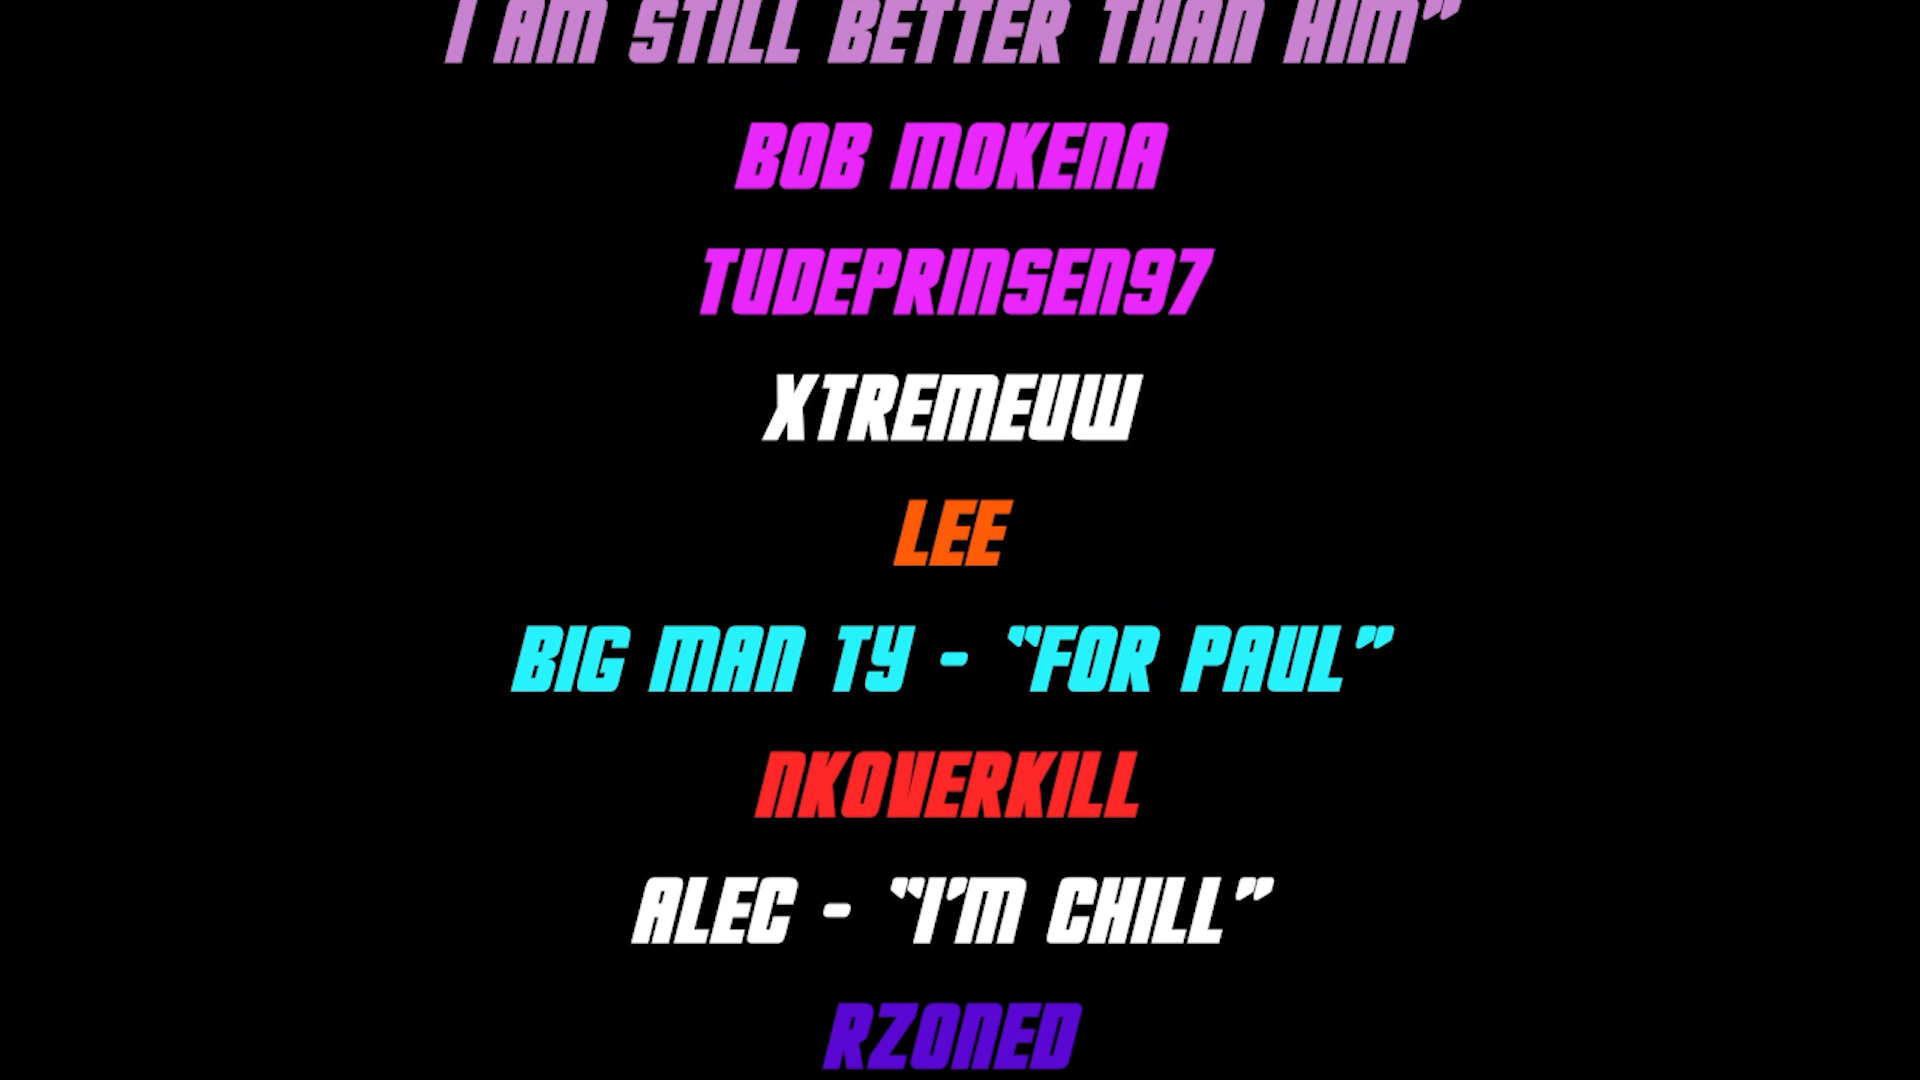 I AM STILL BETTER THAN HIM”
BOB MOKENA
TUDEPRINSEN97
XTREMEUW
LEE
BIG MAN TY - “FOR PAUL”
NKOVERKILL
ALEC - “I’M CHILL”
RZONED